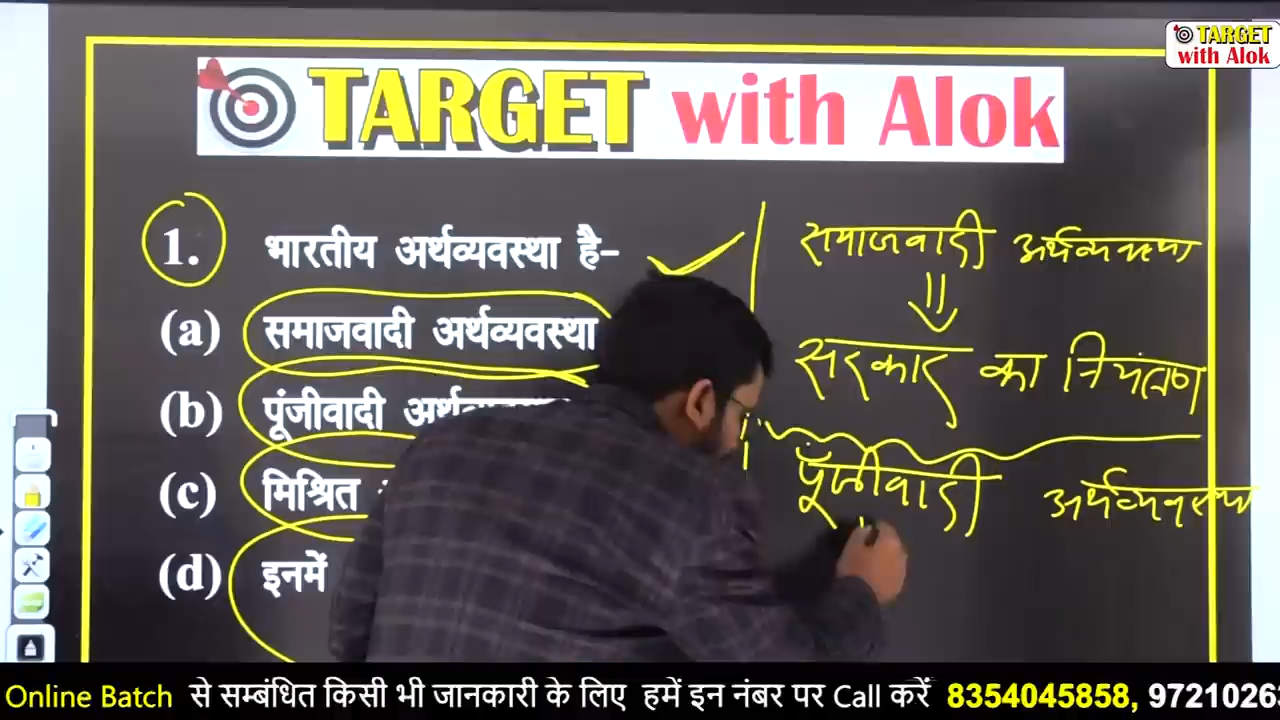 TARGET
with Alok
TARGET with Alok
1. भारतीय अर्थव्यवस्था है-
(a) समाजवादी अर्थव्यवस्था
(b) पूंजीवादी
(c) मिश्रित
(d) इनमें
समाजवादी अर्थव्यवस्था
सरकार का नियंत्रण
पूँजीवादी अर्थव्यवस्था
Online Batch से सम्बंधित किसी भी जानकारी के लिए हमें इन नंबर पर Call करें 8354045858,